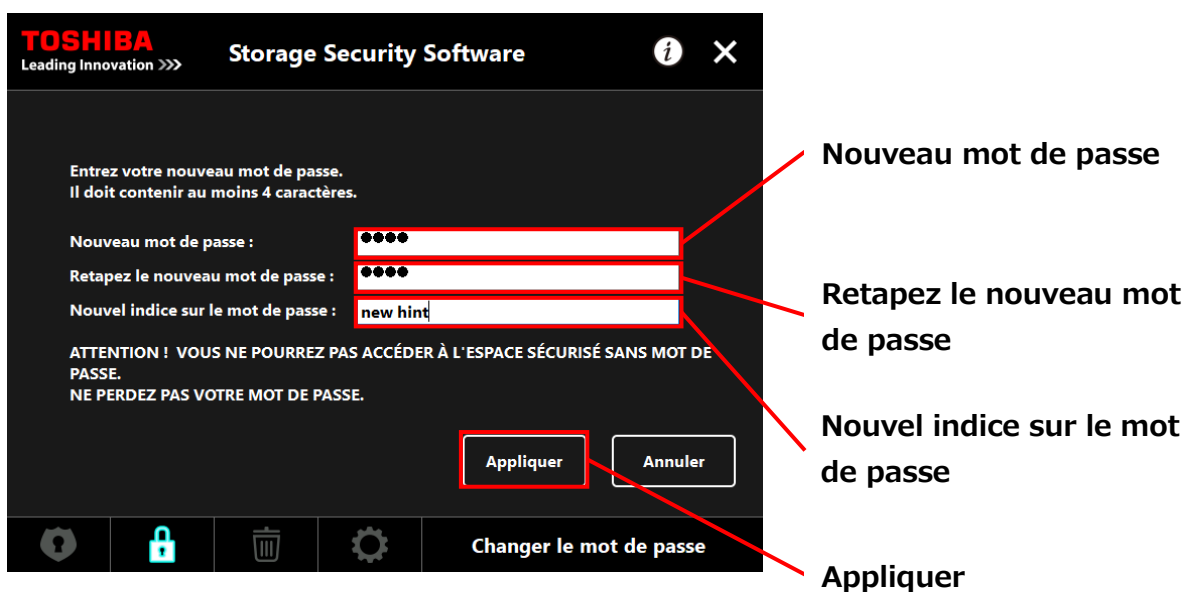 TOSHIBA
Leading Innovation >>>
Storage Security Software
i
Entrez votre nouveau mot de passe.
Il doit contenir au moins 4 caractères.
Nouveau mot de passe : ●●●●
Retapez le nouveau mot de passe : ●●●●
Nouvel indice sur le mot de passe : new hint
ATTENTION ! VOUS NE POURREZ PAS ACCÉDER À L'ESPACE SÉCURISÉ SANS MOT DE
PASSE.
NE PERDEZ PAS VOTRE MOT DE PASSE.
Appliquer
Annuler
Changer le mot de passe
Nouveau mot de passe
Retapez le nouveau mot
de passe
Nouvel indice sur le mot
de passe
Appliquer